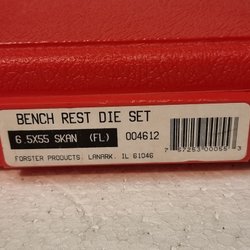 BENCH REST DIE SET
6.5X55 SKAN (FL) 004612
FORSTER PRODUCTS, LANARK, IL 61046